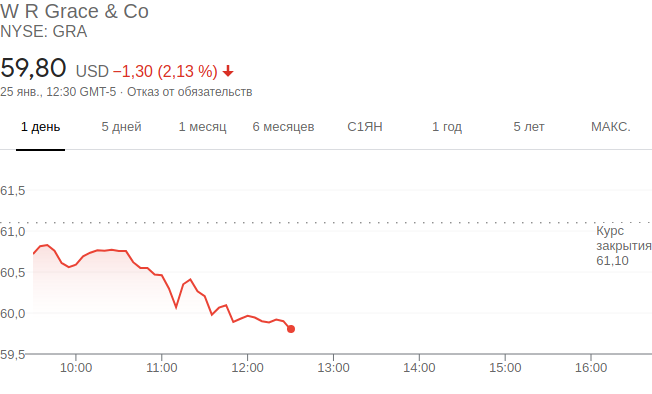 W R Grace & Co
NYSE: GRA
59,80 USD −1,30 (2,13 %)
25 янв., 12:30 GMT-5 · Отказ от обязательств
1 день 5 дней 1 месяц 6 месяцев С1ЯН 1 год 5 лет МАКС.
61,5
61,0
60,5
60,0
59,5
Курс
закрытия
61,10
10:00 11:00 12:00 13:00 14:00 15:00 16:00